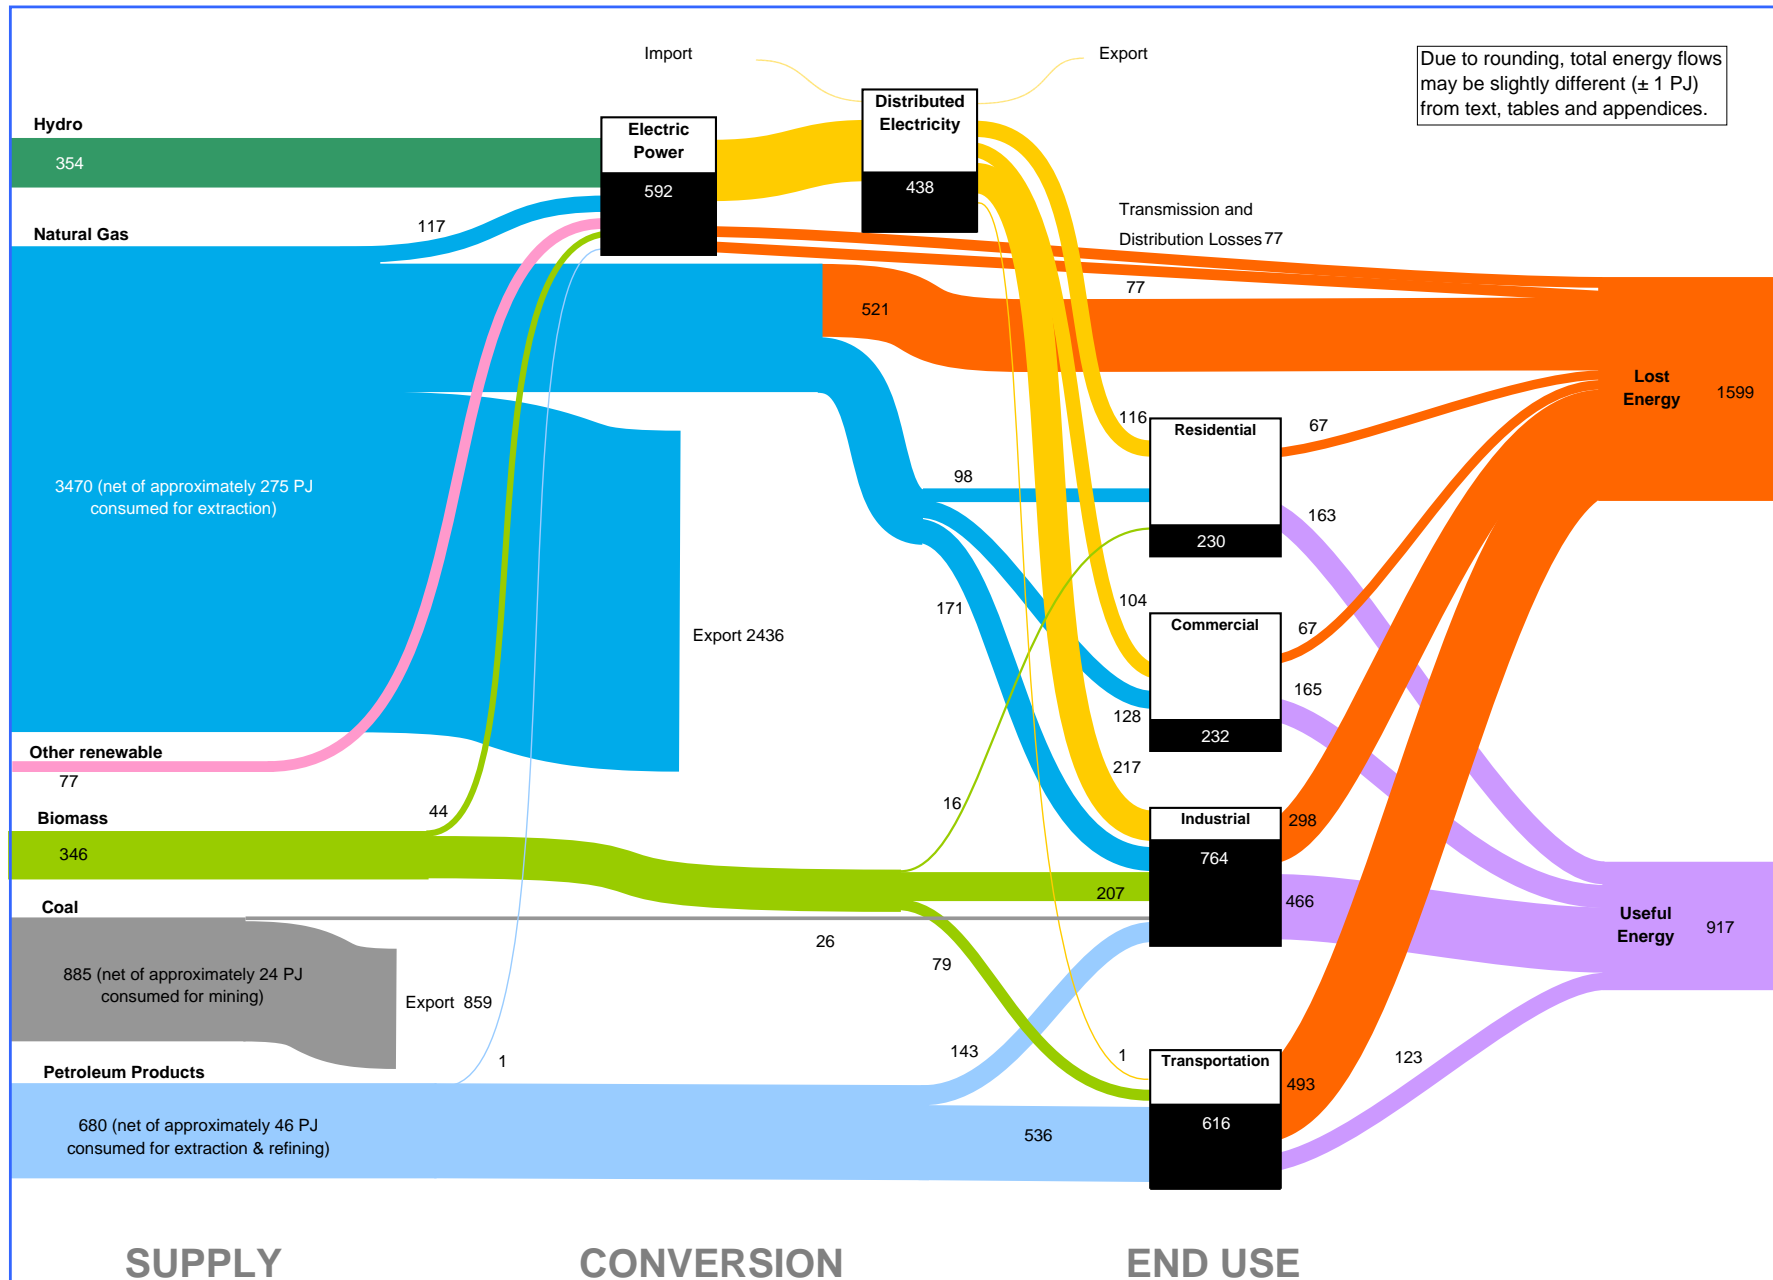 Import
Export
Due to rounding, total energy flows
may be slightly different (± 1 PJ)
from text, tables and appendices.
Distributed
Electricity
438
Hydro
354
Electric
Power
592
Natural Gas
117
Transmission and
Distribution Losses 77
77
521
3470 (net of approximately 275 PJ
consumed for extraction)
Export 2436
98
171
116
Residential
230
67
163
Lost
Energy
1599
104
Commercial
232
67
165
128
217
Other renewable
77
Biomass
346
44
16
Industrial
764
298
466
207
Coal
885 (net of approximately 24 PJ
consumed for mining)
Export 859
26
79
Useful
Energy
917
Petroleum Products
680 (net of approximately 46 PJ
consumed for extraction & refining)
1
143
536
1
Transportation
616
493
123
SUPPLY
CONVERSION
END USE